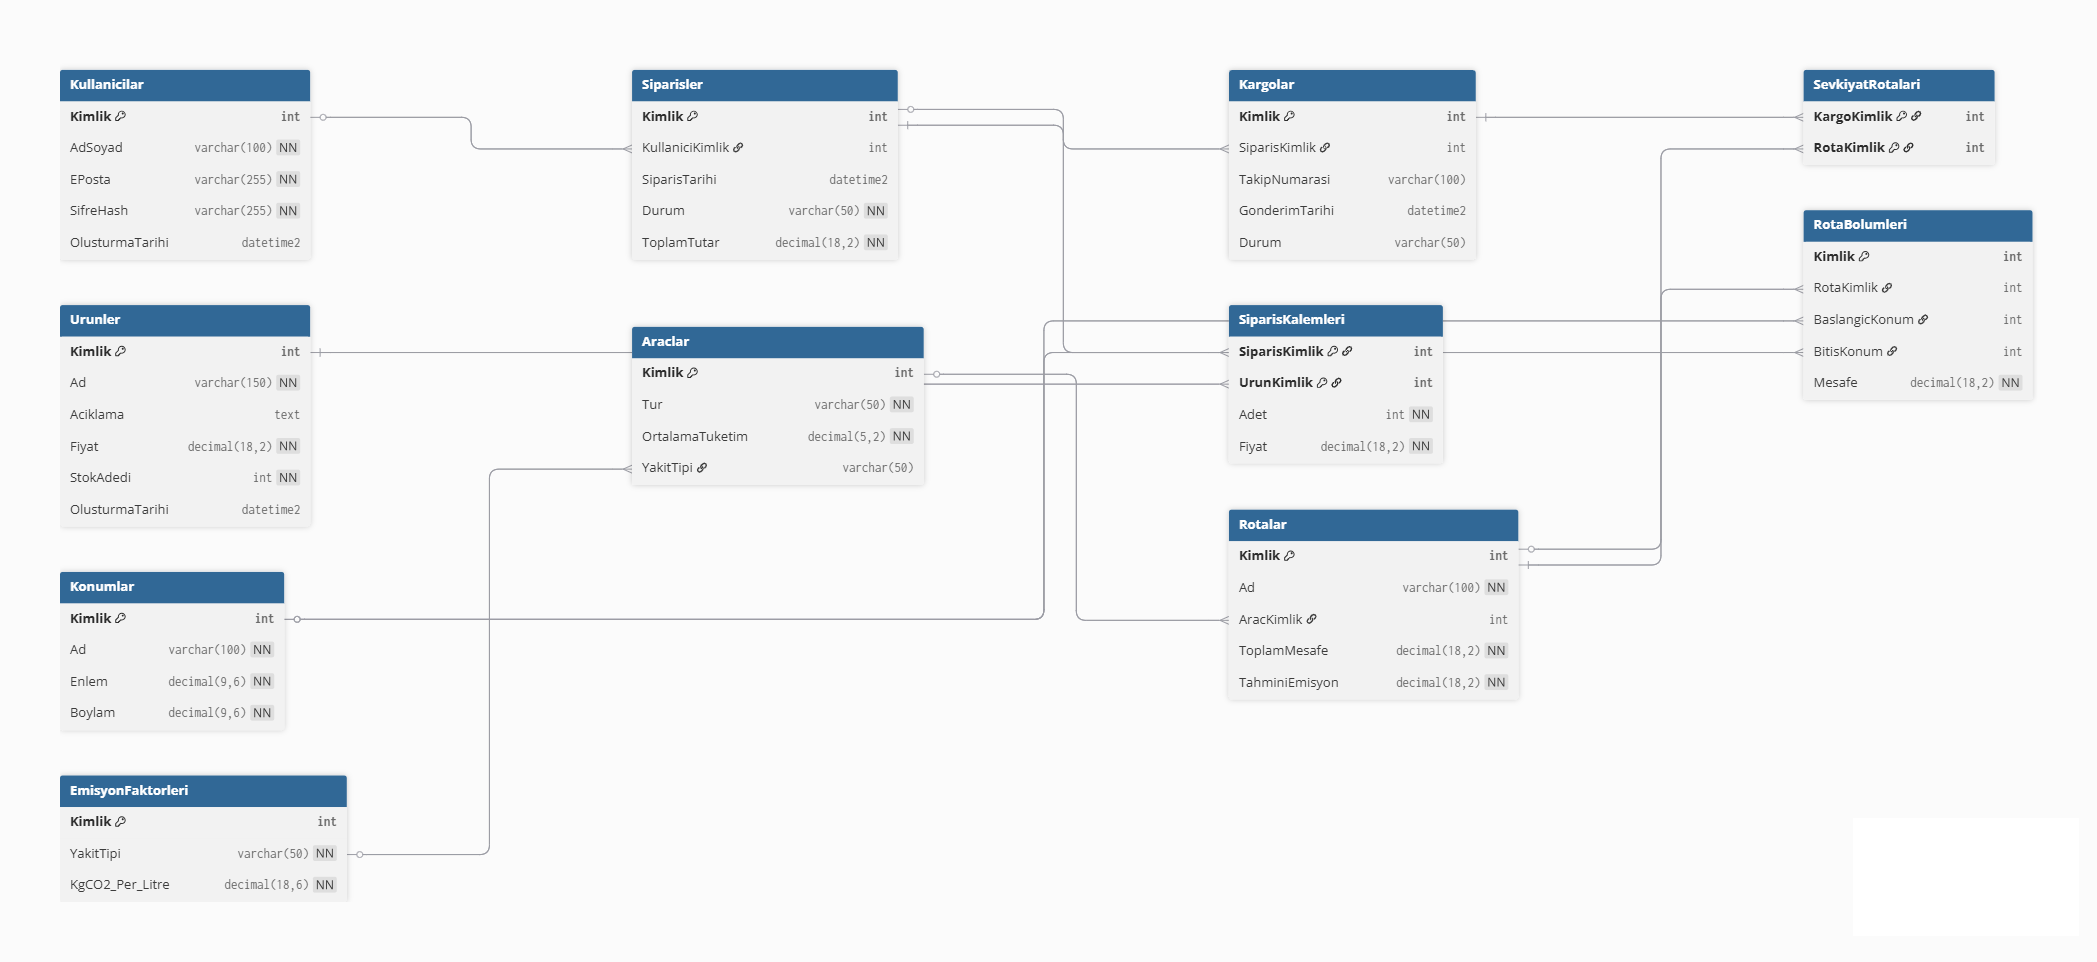 Kullanicilar
Kimlik int
AdSoyad varchar(100) NN
EPosta varchar(255) NN
SifreHash varchar(255) NN
OlusturmaTarihi datetime2
Urunler
Kimlik int
Ad varchar(150) NN
Aciklama text
Fiyat decimal(18,2) NN
StokAdedi int NN
OlusturmaTarihi datetime2
Konumlar
Kimlik int
Ad varchar(100) NN
Enlem decimal(9,6) NN
Boylam decimal(9,6) NN
EmisyonFaktorleri
Kimlik int
YakitTipi varchar(50) NN
KgCO2_Per_Litre decimal(18,6) NN
Siparisler
Kimlik int
KullaniciKimlik int
SiparisTarihi datetime2
Durum varchar(50) NN
ToplamTutar decimal(18,2) NN
Araclar
Kimlik int
Tur varchar(50) NN
OrtalamaTuketim decimal(5,2) NN
YakitTipi varchar(50)
Kargolar
Kimlik int
SiparisKimlik int
TakipNumarasi varchar(100)
GonderimTarihi datetime2
Durum varchar(50)
SiparisKalemleri
SiparisKimlik int
UrunKimlik int
Adet int NN
Fiyat decimal(18,2) NN
Rotalar
Kimlik int
Ad varchar(100) NN
AracKimlik int
ToplamMesafe decimal(18,2) NN
TahminiEmisyon decimal(18,2) NN
SevkiyatRotalari
KargoKimlik int
RotaKimlik int
RotaBolumleri
Kimlik int
RotaKimlik int
BaslangicKonum int
BitisKonum int
Mesafe decimal(18,2) NN